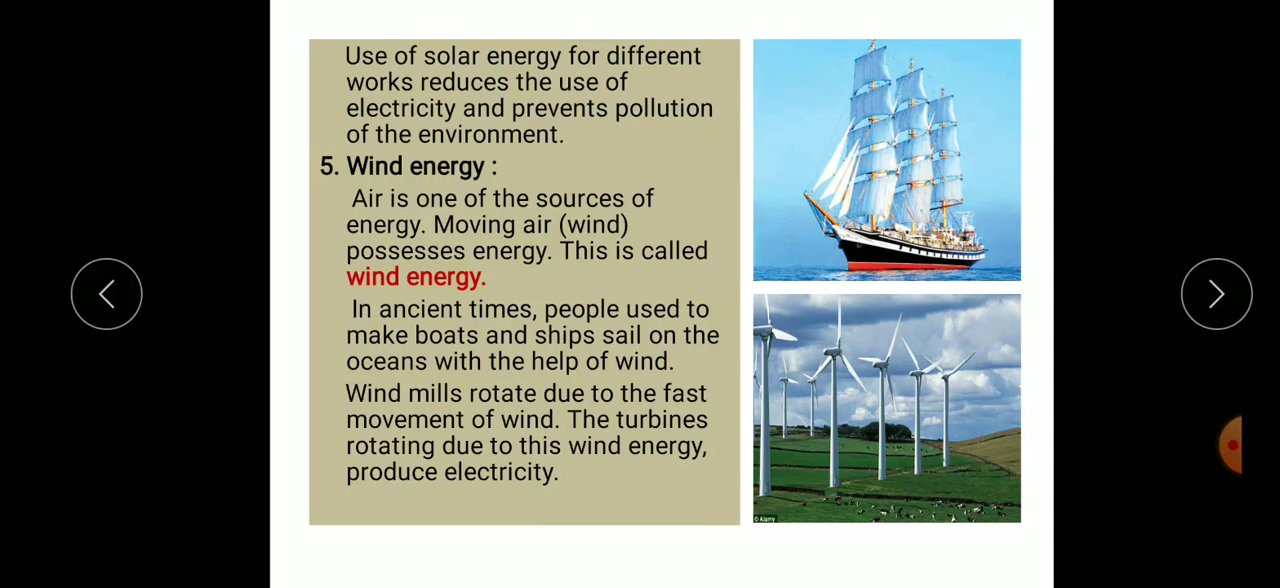 Use of solar energy for different
works reduces the use of
electricity and prevents pollution
of the environment.
5. Wind energy :
Air is one of the sources of
energy. Moving air (wind)
possesses energy. This is called
wind energy.
In ancient times, people used to
make boats and ships sail on the
oceans with the help of wind.
Wind mills rotate due to the fast
movement of wind. The turbines
rotating due to this wind energy,
produce electricity.
© Alamy